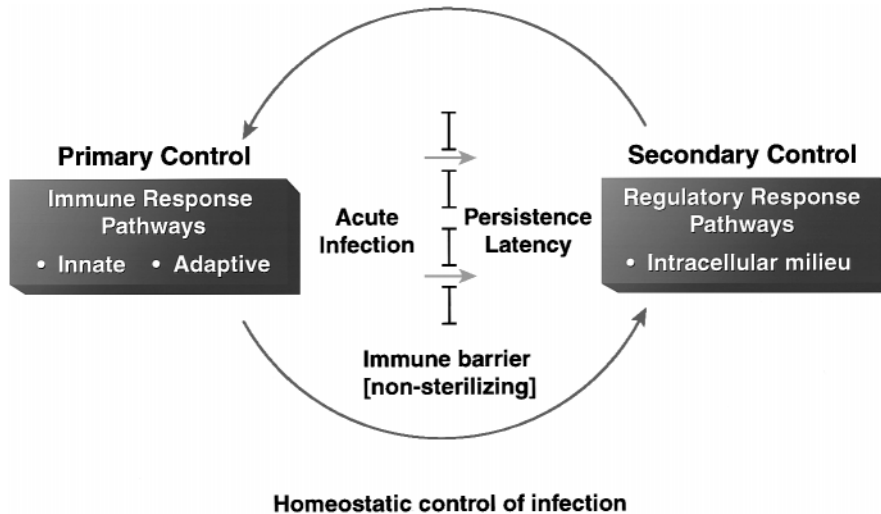 Primary Control
Immune Response
Pathways
• Innate • Adaptive
Acute
Infection
Persistence
Latency
Immune barrier
[non-sterilizing]
Secondary Control
Regulatory Response
Pathways
• Intracellular milieu
Homeostatic control of infection